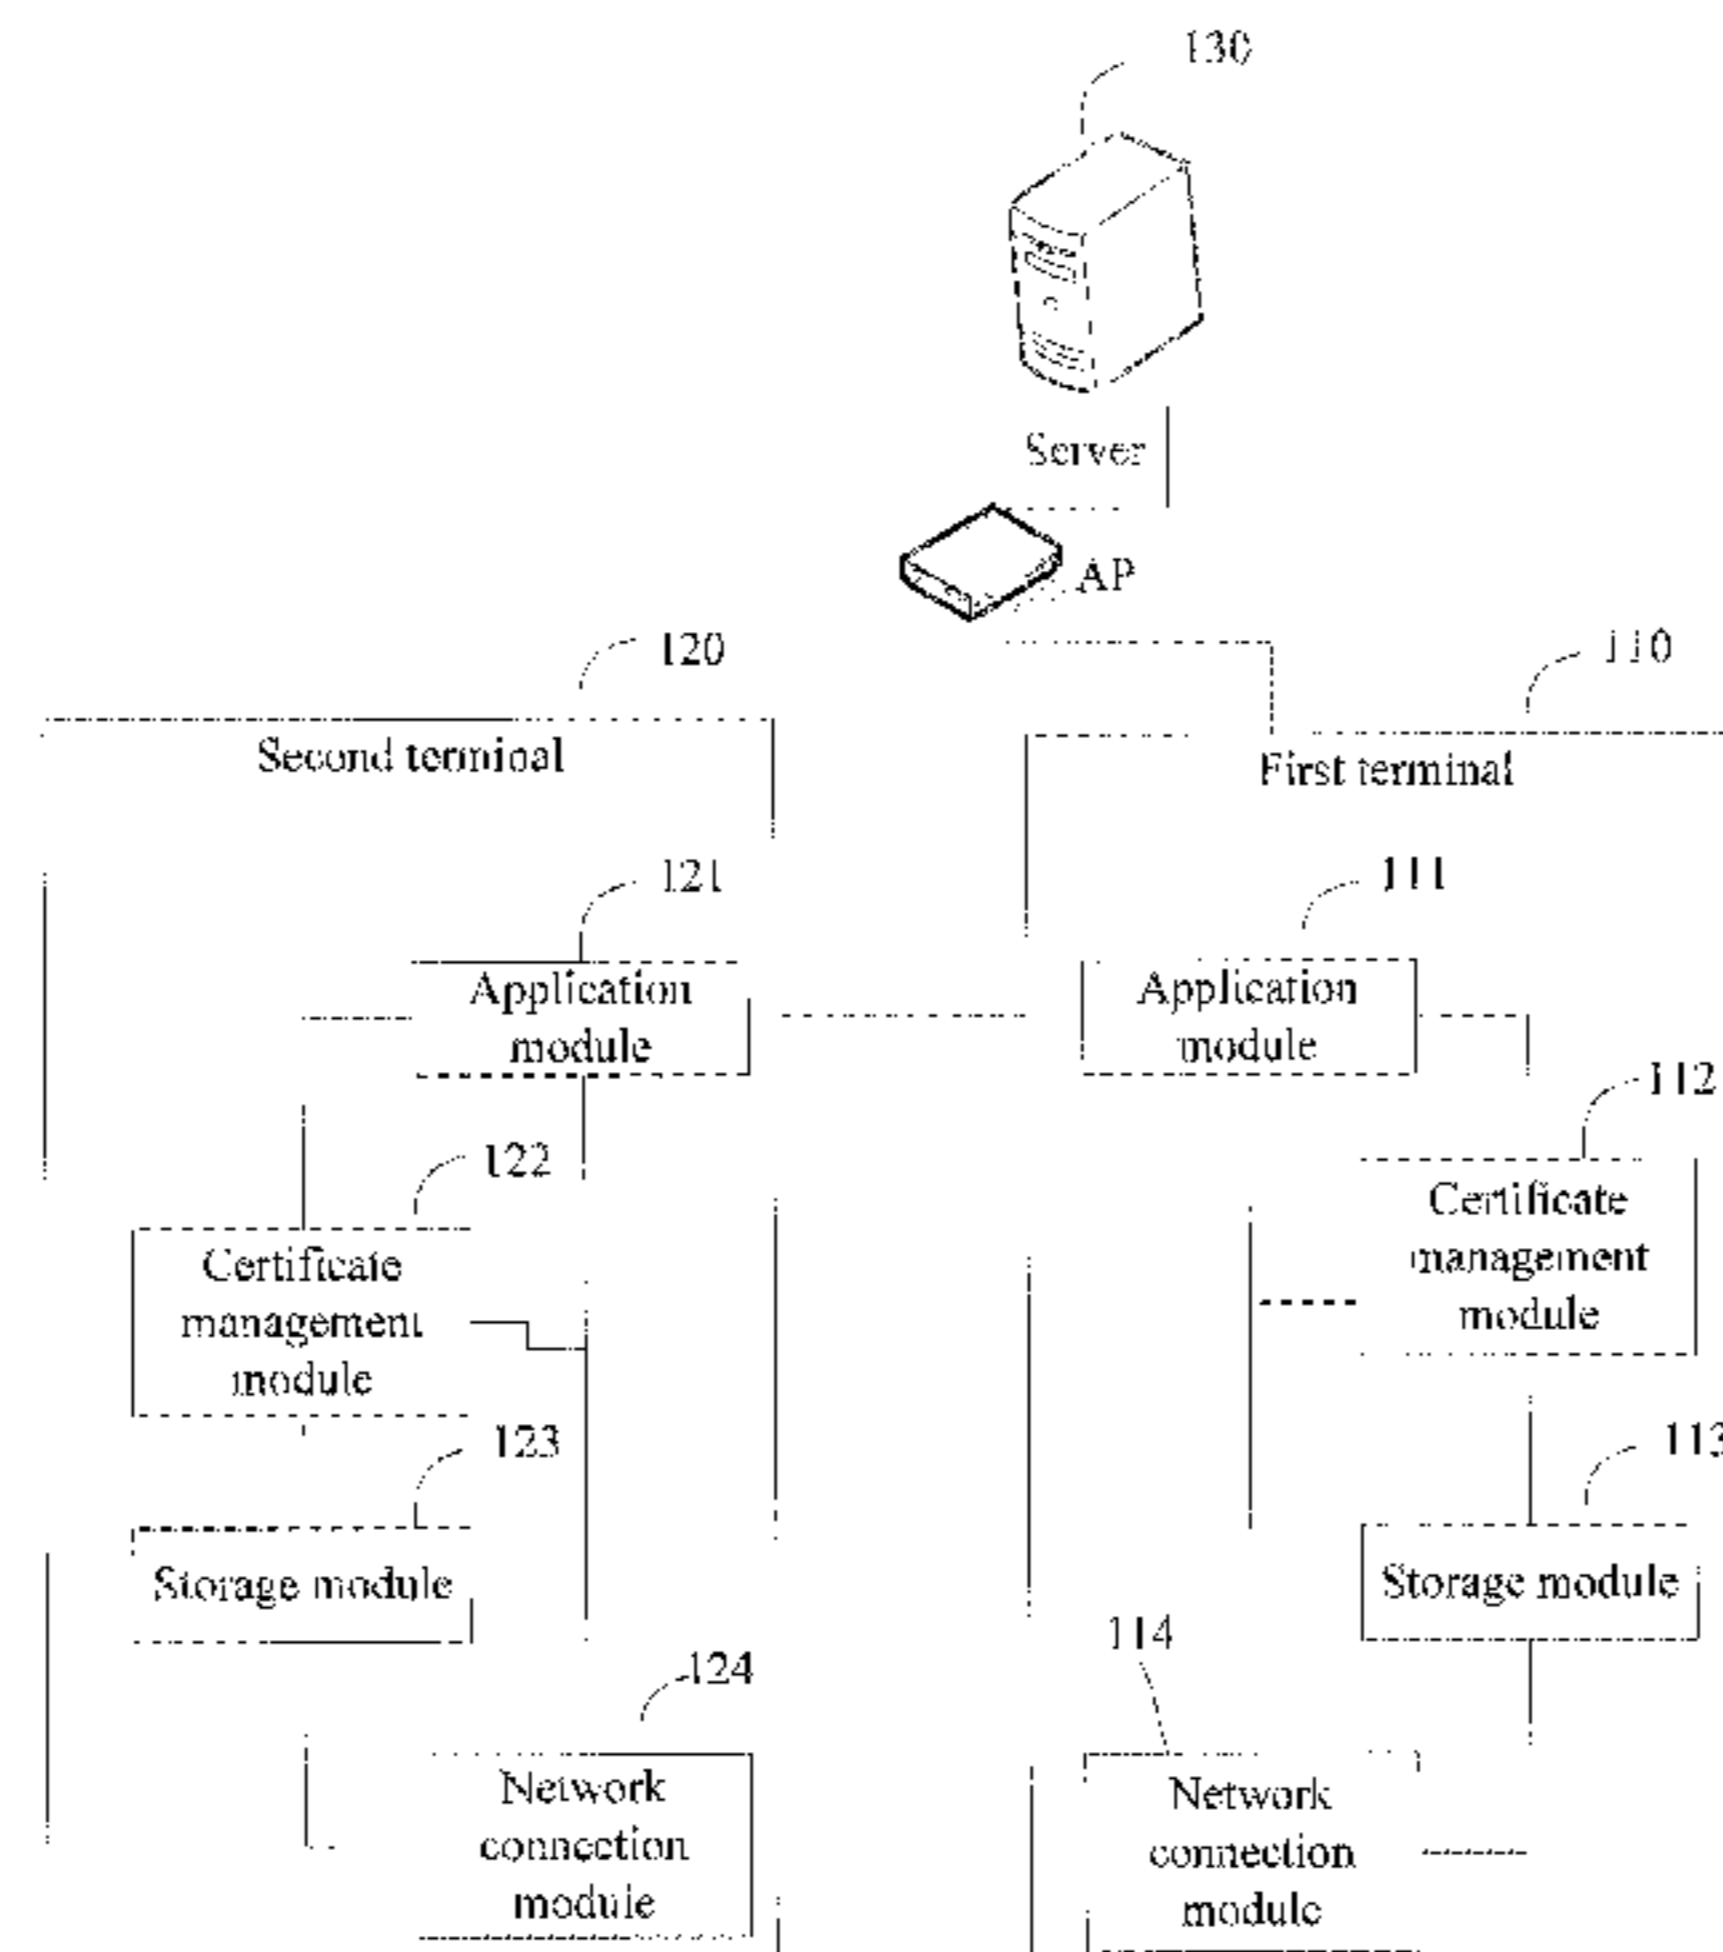 130
Server
AP
120
110
Second terminal
First terminal
121
111
Application
module
Application
module
112
122
Certificate
management
module
Certificate
management
module
123
113
Storage module
Storage module
114
124
Network
connection
module
Network
connection
module